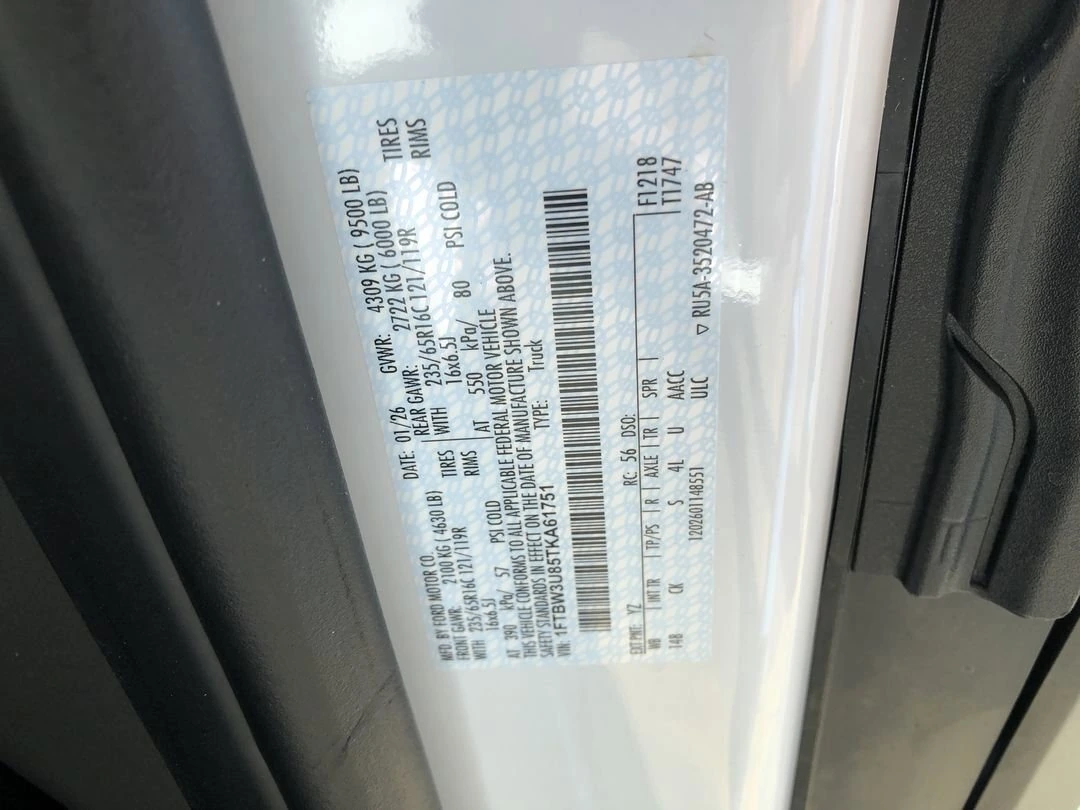 MFD BY FORD MOTOR CO. DATE: 01/26 GVWR: 4309 KG ( 9500 LB)
FRONT GAWR: 2100 KG ( 4630 LB) REAR GAWR: 2722 KG ( 6000 LB)
WITH 235/65R16C 121/119R TIRES WITH 235/65R16C 121/119R TIRES
16x6.5J RIMS 16x6.5J RIMS
AT 390 kPa/ 57 PSI COLD AT 550 kPa/ 80 PSI COLD
THIS VEHICLE CONFORMS TO ALL APPLICABLE FEDERAL MOTOR VEHICLE
SAFETY STANDARDS IN EFFECT ON THE DATE OF MANUFACTURE SHOWN ABOVE.
VIN: 1FTBW3U85TKA61751 TYPE: Truck
EXT PNT: YZ RC: 56 DSO: F1218
WB INT TR TP/PS R AXLE TR SPR T1747
148 CK S 4L U AACC
1202601148551 ULC ▽ RU5A-3520472-AB